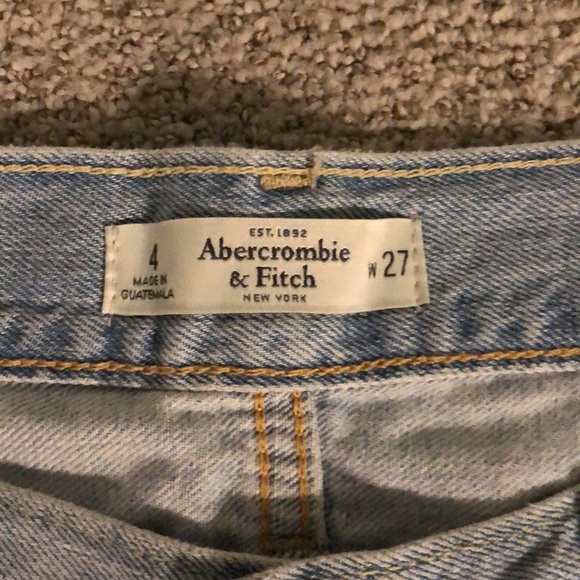 4
MADE IN
GUATEMALA
EST. 1892
Abercrombie
& Fitch
NEW YORK
W 27